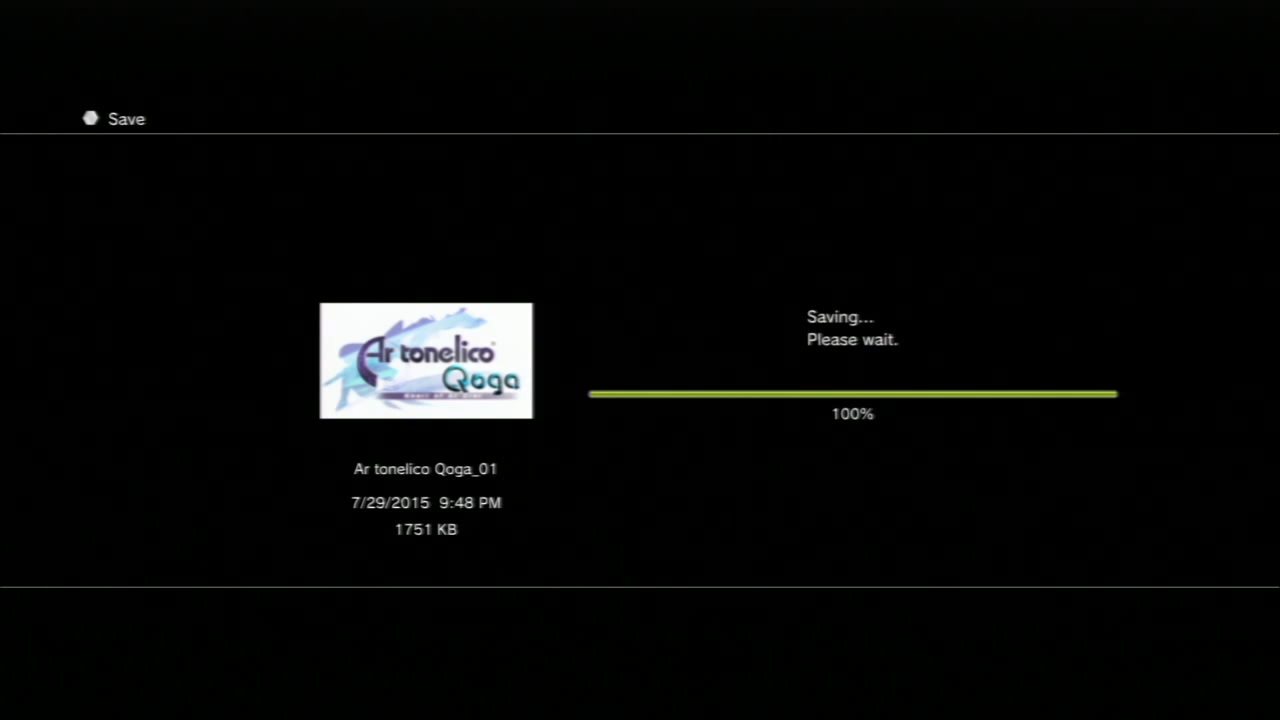 Save
Ar tonelico
Qoga
Saving...
Please wait.
100%
Ar tonelico Qoga_01
7/29/2015 9:48 PM
1751 KB